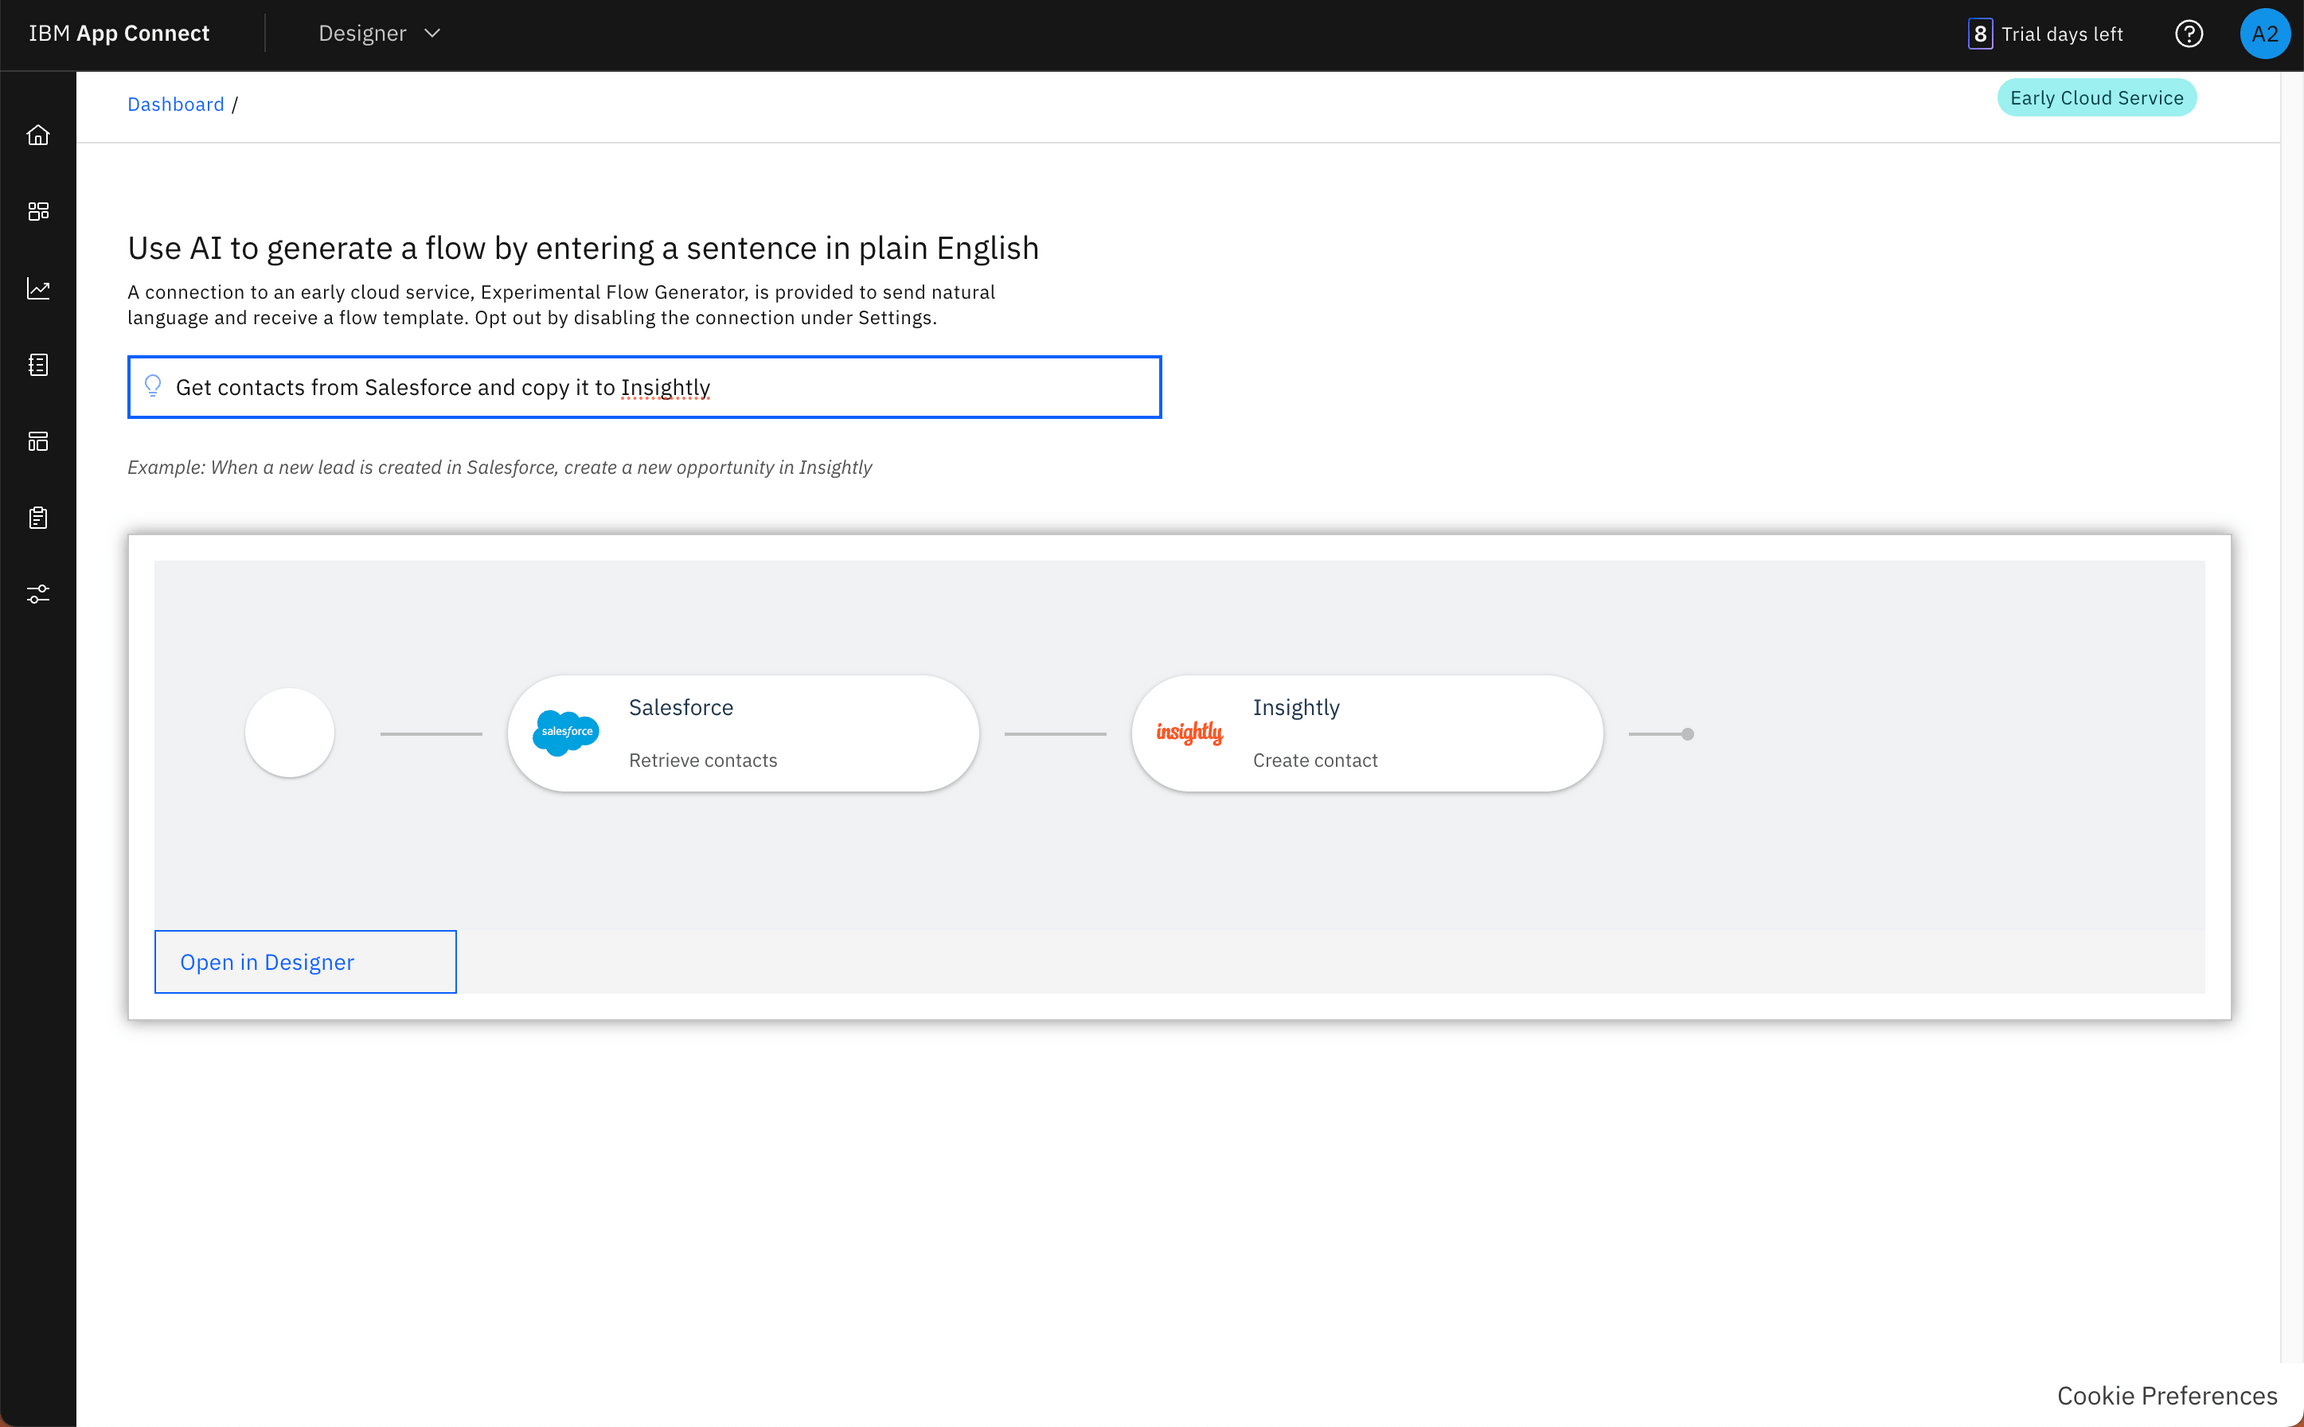 IBM App Connect
Designer
8 Trial days left
A2
Dashboard /
Early Cloud Service
Use AI to generate a flow by entering a sentence in plain English
A connection to an early cloud service, Experimental Flow Generator, is provided to send natural
language and receive a flow template. Opt out by disabling the connection under Settings.
Get contacts from Salesforce and copy it to Insightly
Example: When a new lead is created in Salesforce, create a new opportunity in Insightly
salesforce
Salesforce
Retrieve contacts
insightly
Insightly
Create contact
Open in Designer
Cookie Preferences